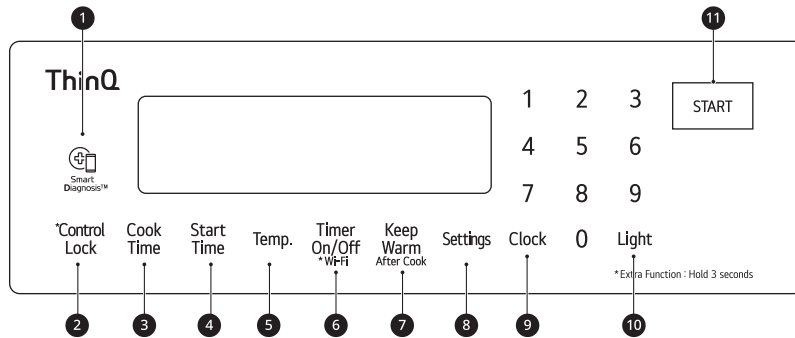 1
11
ThinQ
1 2 3
START
4 5 6
Smart
Diagnosis™
7 8 9
*Control
Lock
Cook
Time
Start
Time
Temp.
Timer
On/Off
*Wi-Fi
Keep
Warm
After Cook
Settings
Clock
0
Light
*Extra Function : Hold 3 seconds
2 3 4 5 6 7 8 9 10